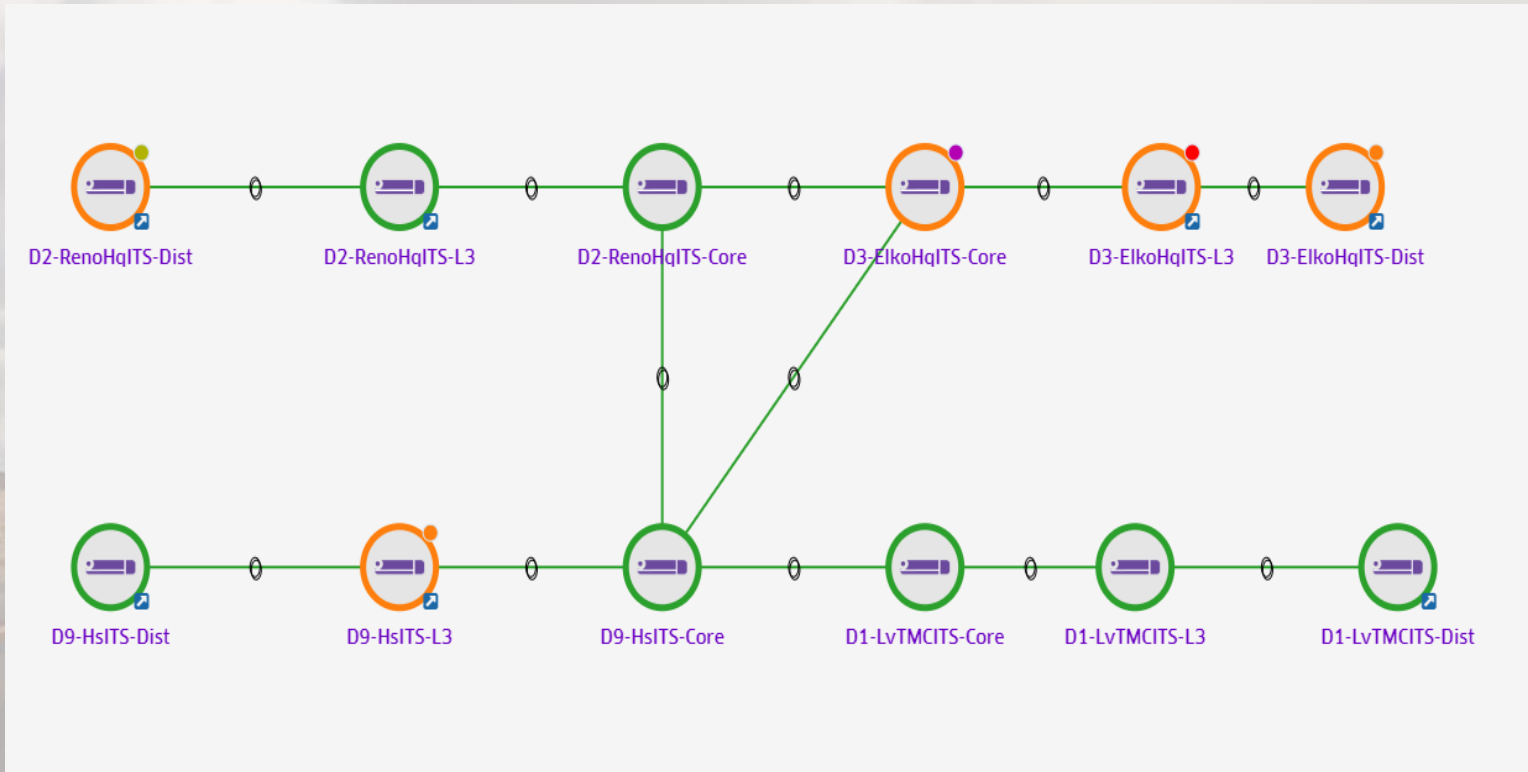 D2-RenoHqITS-Dist
D2-RenoHqITS-L3
D2-RenoHqITS-Core
D3-ElkoHqITS-Core
D3-ElkoHqITS-L3
D3-ElkoHqITS-Dist
D9-HsITS-Dist
D9-HsITS-L3
D9-HsITS-Core
D1-LvTMCITS-Core
D1-LvTMCITS-L3
D1-LvTMCITS-Dist